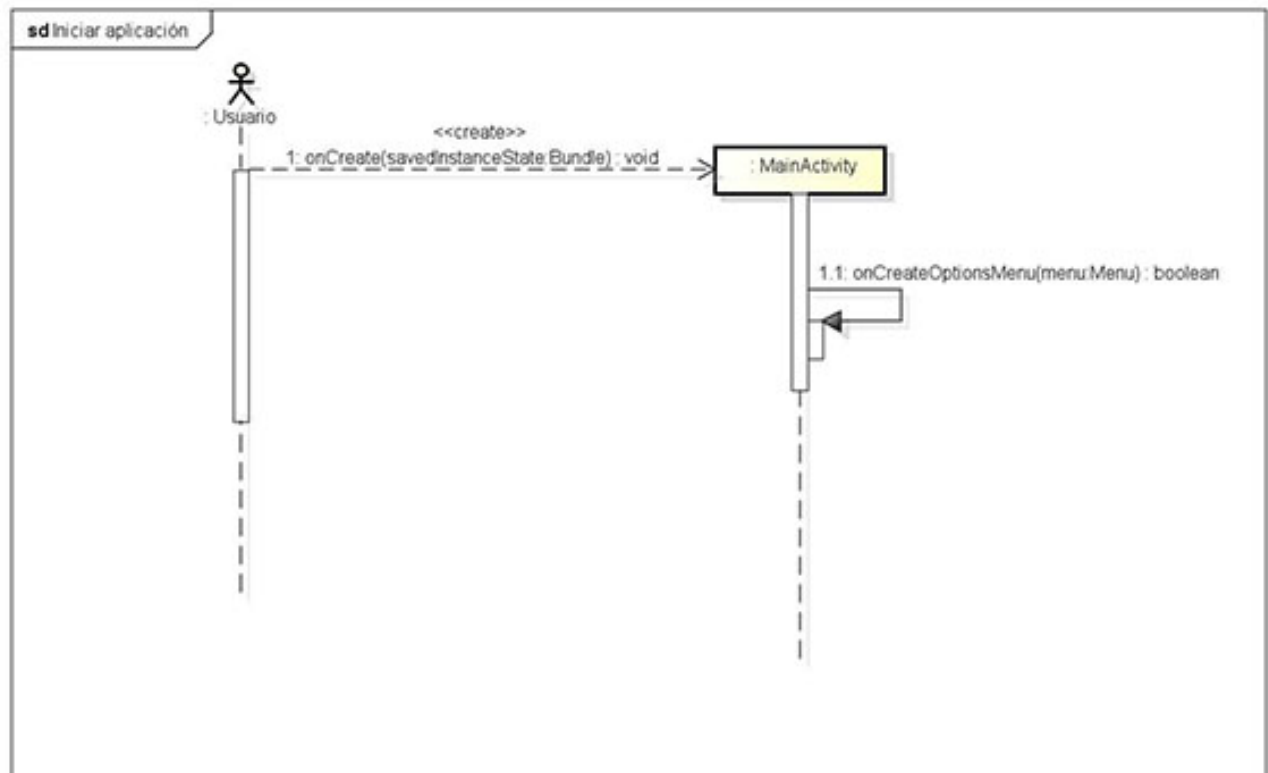 sd Iniciar aplicación
: Usuario
<<create>>
1: onCreate(savedInstanceState:Bundle) : void
: MainActivity
1.1: onCreateOptionsMenu(menu:Menu) : boolean